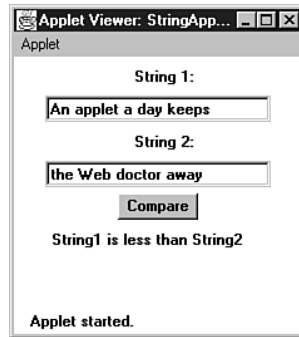 Applet Viewer: StringApp...
Applet
String 1:
An applet a day keeps
String 2:
the Web doctor away
Compare
String1 is less than String2
Applet started.